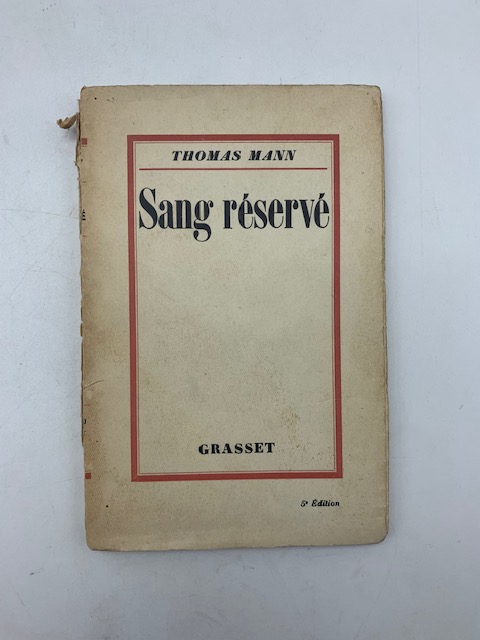 THOMAS MANN
Sang réservé
GRASSET
5e Édition